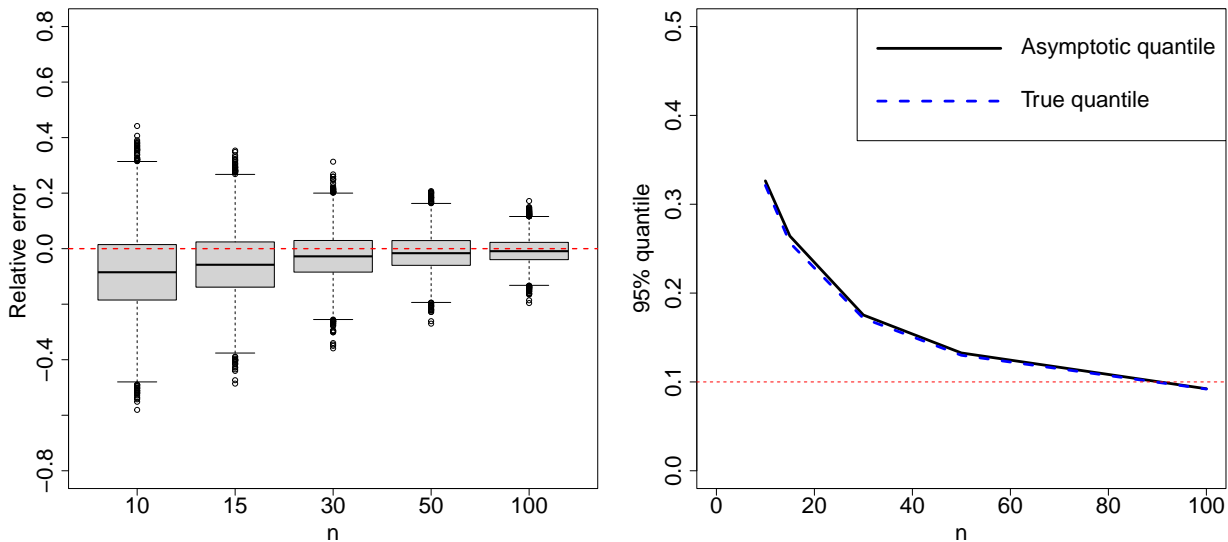 Relative error
0.8
0.4
0.2
0.0
−0.4
−0.8
10 15 30 50 100
n
95% quantile
0.5
0.4
0.3
0.2
0.1
0.0
0 20 40 60 80 100
n
Asymptotic quantile
True quantile